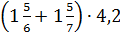 (1 5/6 + 1 5/7) · 4,2